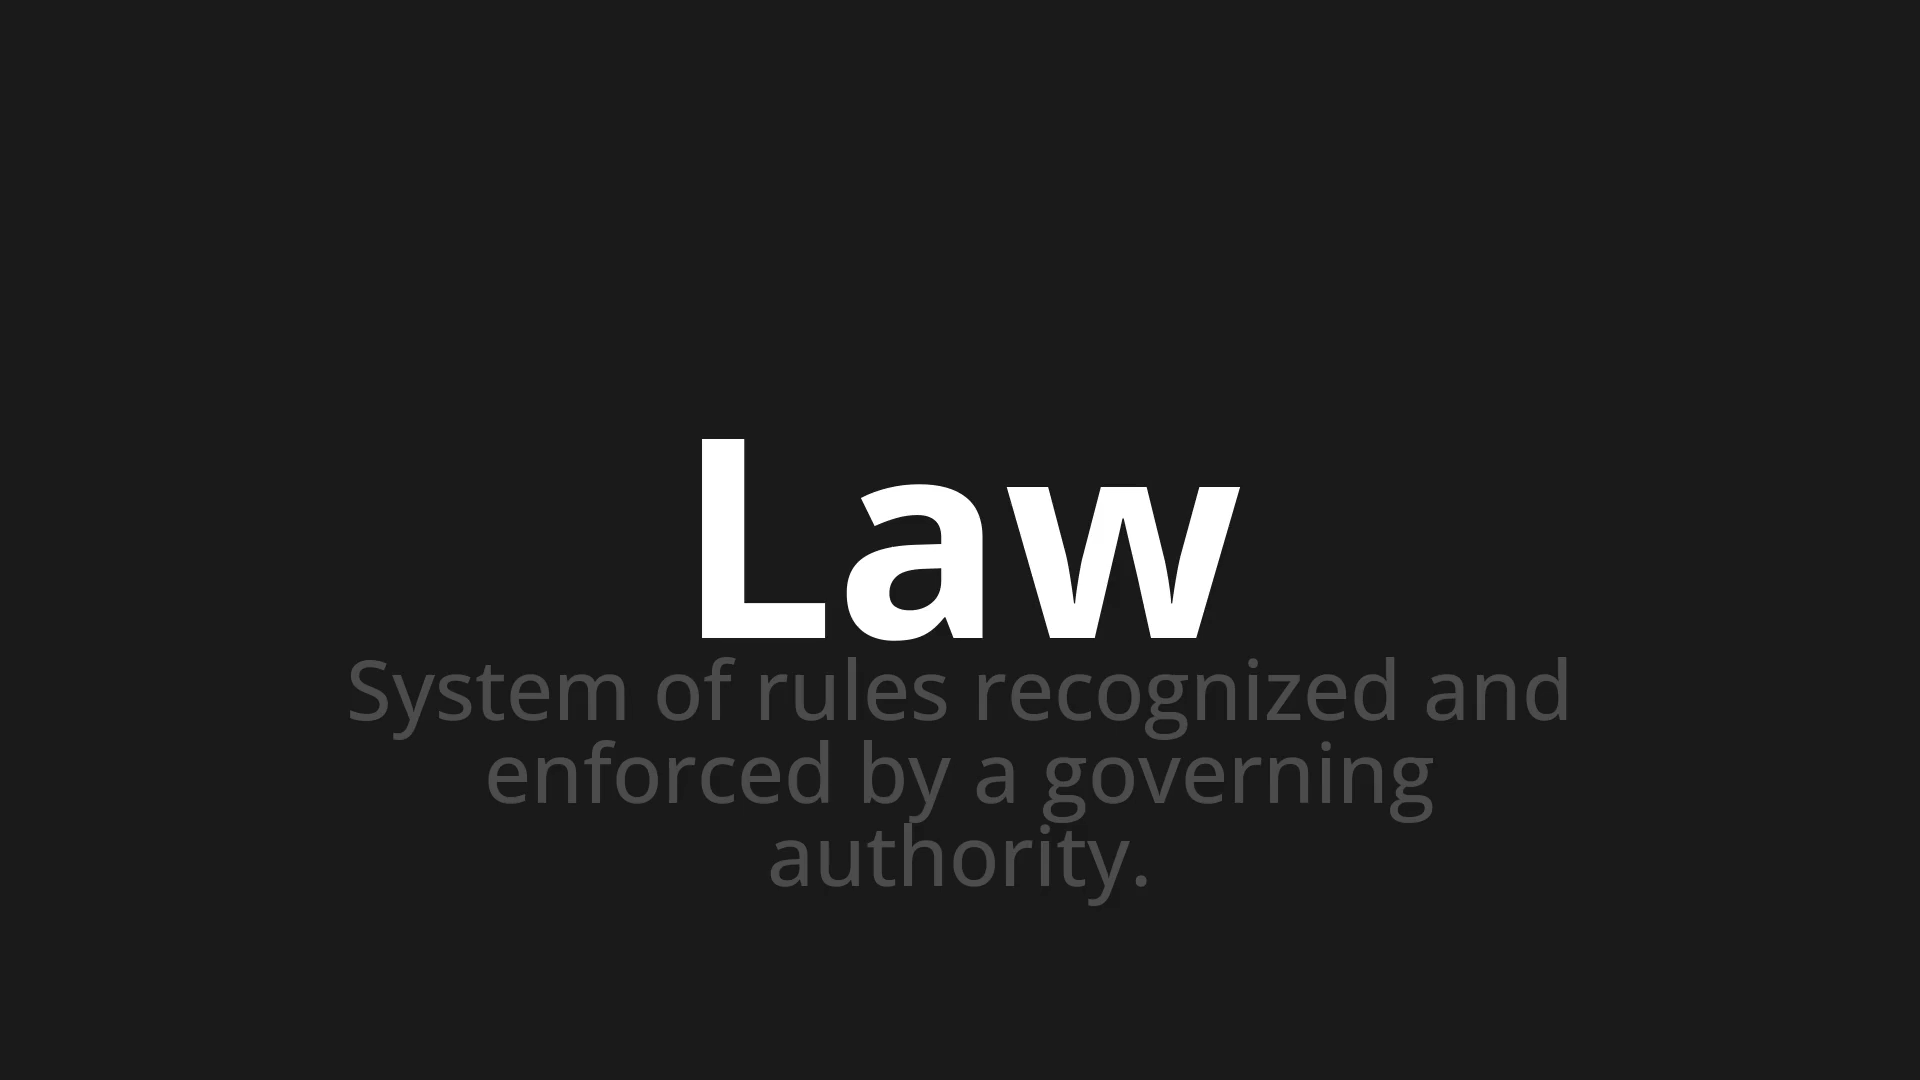 Law
System of rules recognized and
enforced by a governing
authority.